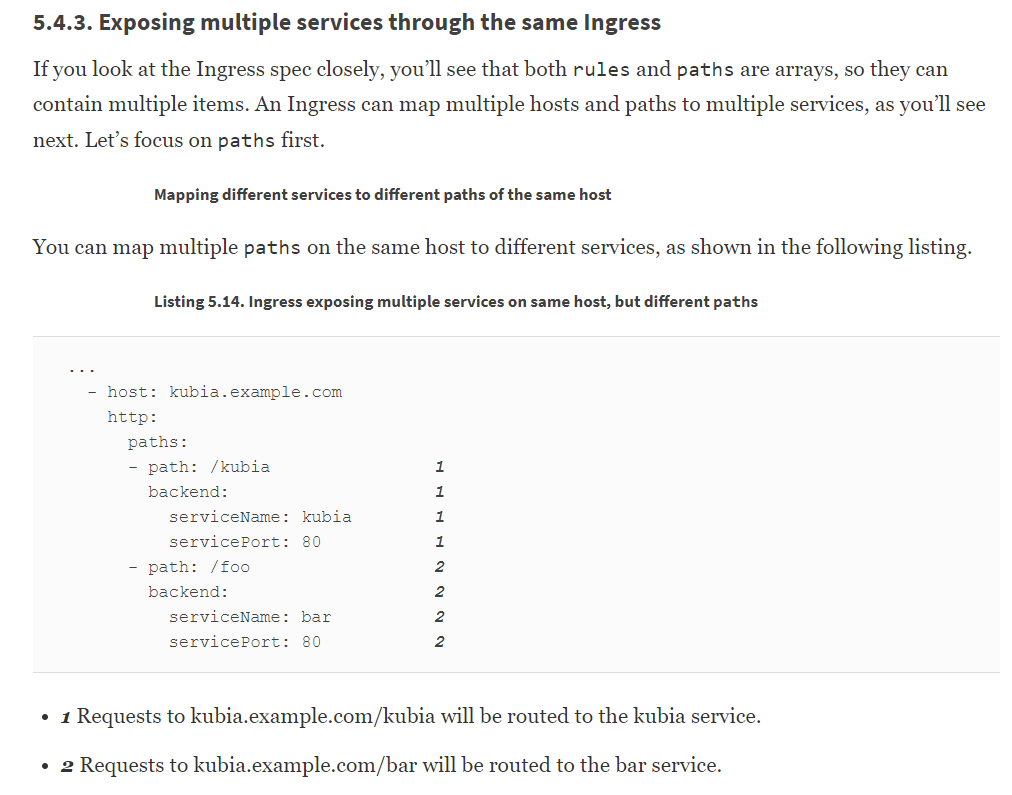 5.4.3. Exposing multiple services through the same Ingress
If you look at the Ingress spec closely, you’ll see that both rules and paths are arrays, so they can
contain multiple items. An Ingress can map multiple hosts and paths to multiple services, as you’ll see
next. Let’s focus on paths first.
Mapping different services to different paths of the same host
You can map multiple paths on the same host to different services, as shown in the following listing.
Listing 5.14. Ingress exposing multiple services on same host, but different paths
...
- host: kubia.example.com
http:
paths:
- path: /kubia 1
backend: 1
serviceName: kubia 1
servicePort: 80 1
- path: /foo 2
backend: 2
serviceName: bar 2
servicePort: 80 2
• 1 Requests to kubia.example.com/kubia will be routed to the kubia service.
• 2 Requests to kubia.example.com/bar will be routed to the bar service.